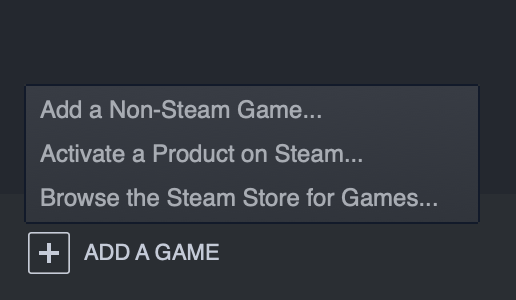 Add a Non-Steam Game...
Activate a Product on Steam...
Browse the Steam Store for Games...
ADD A GAME